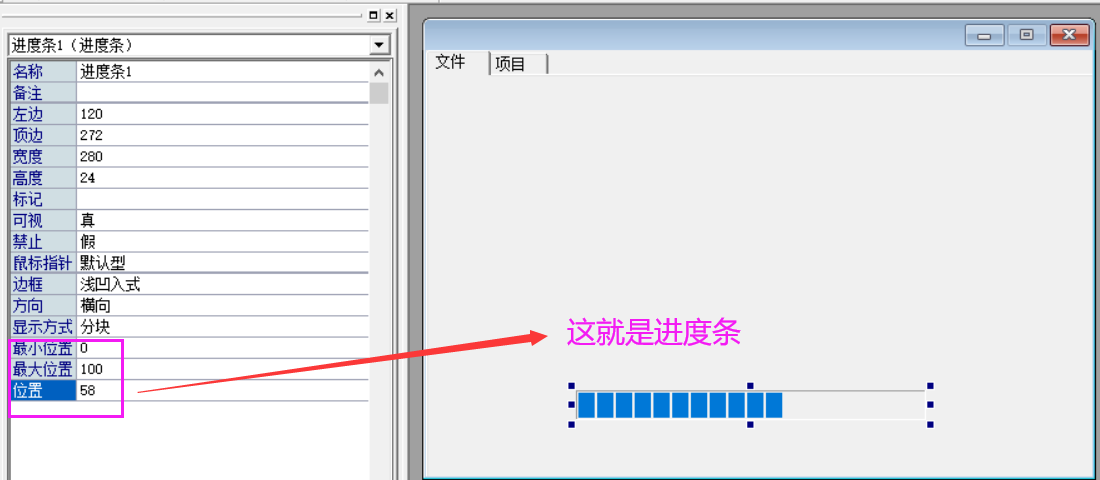 进度条1（进度条）
名称 进度条1
备注
左边 120
顶边 272
宽度 280
高度 24
标记
可视 真
禁止 假
鼠标指针 默认型
边框 浅凹入式
方向 横向
显示方式 分块
最小位置 0
最大位置 100
位置 58
文件 项目
这就是进度条